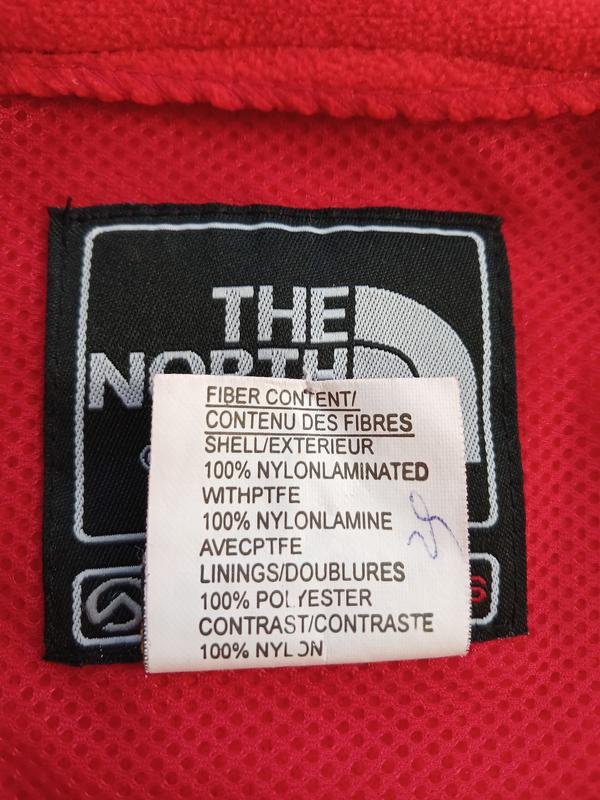 THE
NORTH
FIBER CONTENT/
CONTENU DES FIBRES
SHELL/EXTERIEUR
100% NYLONLAMINATED
WITHPTFE
100% NYLONLAMINE
AVECPTFE
LININGS/DOUBLURES
100% POLYESTER
CONTRAST/CONTRASTE
100% NYLON